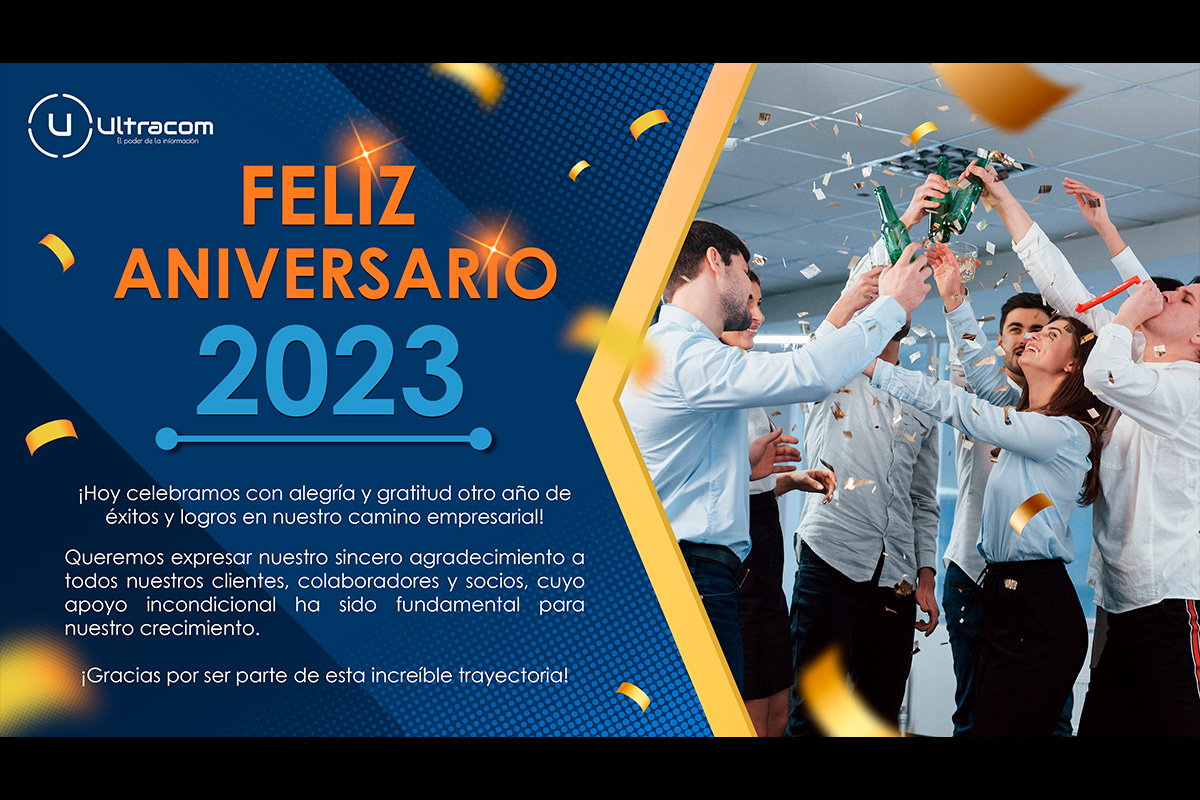 U Ultracom
El poder de la información
FELIZ
ANIVERSARIO
2023
¡Hoy celebramos con alegría y gratitud otro año de
éxitos y logros en nuestro camino empresarial!
Queremos expresar nuestro sincero agradecimiento a
todos nuestros clientes, colaboradores y socios, cuyo
apoyo incondicional ha sido fundamental para
nuestro crecimiento.
¡Gracias por ser parte de esta increíble trayectoria!